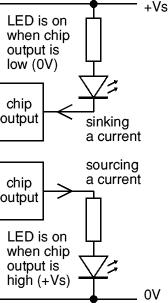 LED is on
when chip
output is
low (0V)
+Vs
chip
output
sinking
a current
sourcing
a current
chip
output
LED is on
when chip
output is
high (+Vs)
0V